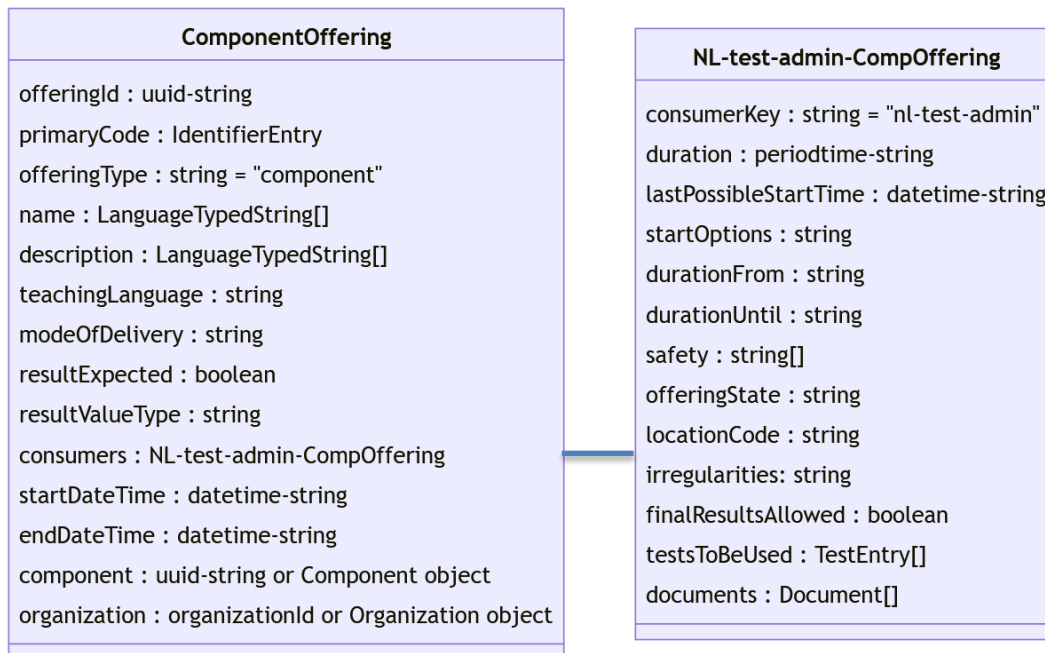 ComponentOffering
offeringId : uuid-string
primaryCode : IdentifierEntry
offeringType : string = "component"
name : LanguageTypedString[]
description : LanguageTypedString[]
teachingLanguage : string
modeOfDelivery : string
resultExpected : boolean
resultValueType : string
consumers : NL-test-admin-CompOffering
startDateTime : datetime-string
endDateTime : datetime-string
component : uuid-string or Component object
organization : organizationId or Organization object
NL-test-admin-CompOffering
consumerKey : string = "nl-test-admin"
duration : periodtime-string
lastPossibleStartTime : datetime-string
startOptions : string
durationFrom : string
durationUntil : string
safety : string[]
offeringState : string
locationCode : string
irregularities: string
finalResultsAllowed : boolean
testsToBeUsed : TestEntry[]
documents : Document[]